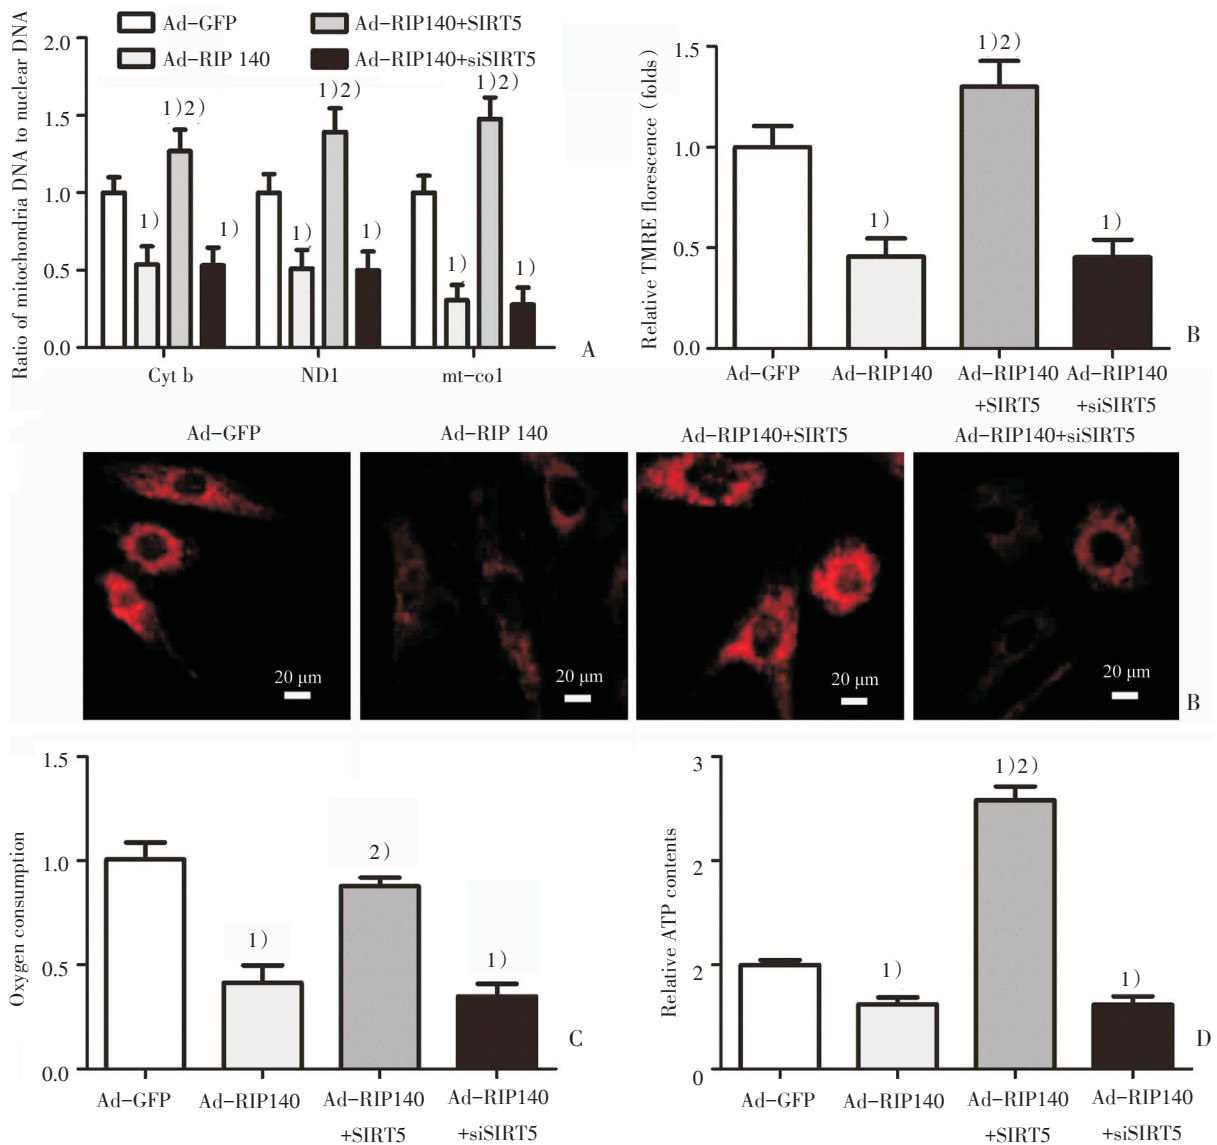 Ad-GFP
Ad-RIP140+SIRT5
Ad-RIP 140
Ad-RIP140+siSIRT5
Ratio of mitochondria DNA to nuclear DNA
2.0
1.5
1.0
0.5
0.0
1)
1)2)
1)
1)
1)2)
1)
1)
1)2)
1)
Cyt b
ND1
mt-co1
A
Relative TMRE florescence (folds)
1.5
1.0
0.5
0.0
1)
1)2)
1)
Ad-GFP
Ad-RIP140
Ad-RIP140
+SIRT5
Ad-RIP140
+siSIRT5
B
Ad-GFP
Ad-RIP 140
Ad-RIP140+SIRT5
Ad-RIP140+siSIRT5
20 μm
20 μm
20 μm
20 μm
B
Oxygen consumption
1.5
1.0
0.5
0.0
1)
2)
1)
Ad-GFP
Ad-RIP140
Ad-RIP140
+SIRT5
Ad-RIP140
+siSIRT5
C
Relative ATP contents
3
2
2
0
1)
1)2)
1)
Ad-GFP
Ad-RIP140
Ad-RIP140
+SIRT5
Ad-RIP140
+siSIRT5
D